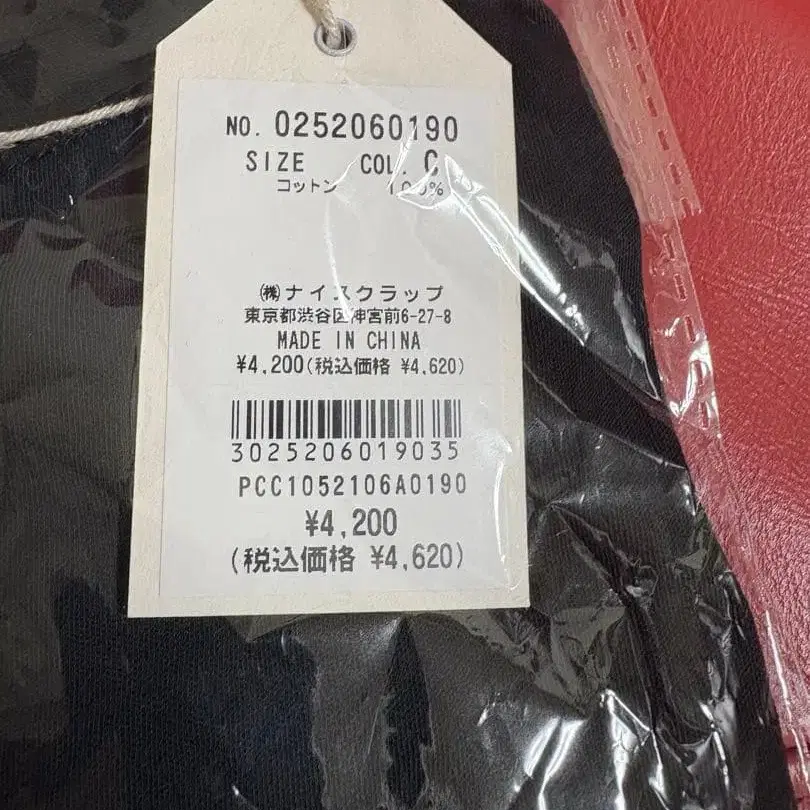 NO. 0252060190
SIZE COL. C
コットン 100%
㈱ナイスクラップ
東京都渋谷区神宮前6-27-8
MADE IN CHINA
¥4,200(税込価格 ¥4,620)
3025206019035
PCC1052106A0190
¥4,200
(税込価格 ¥4,620)